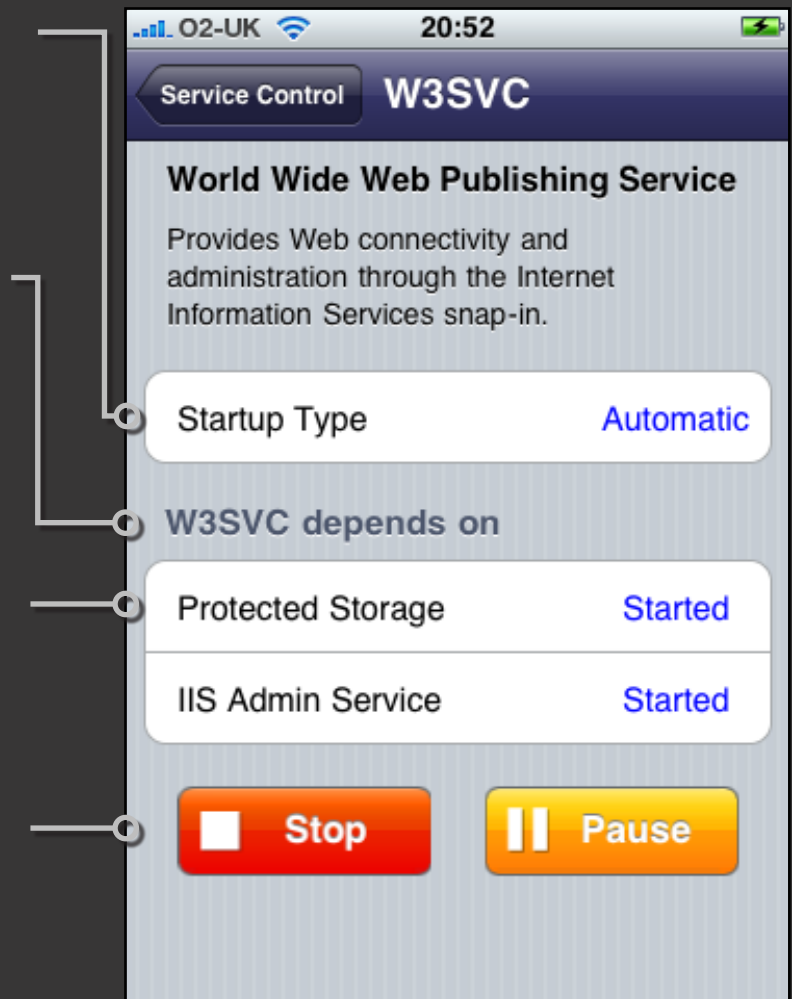 O2-UK 20:52
Service Control W3SVC
World Wide Web Publishing Service
Provides Web connectivity and
administration through the Internet
Information Services snap-in.
Startup Type Automatic
W3SVC depends on
Protected Storage Started
IIS Admin Service Started
Stop Pause